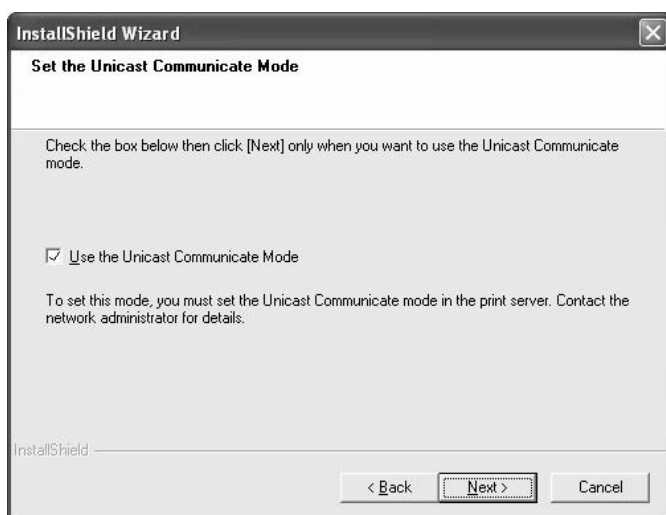 InstallShield Wizard
Set the Unicast Communicate Mode
Check the box below then click [Next] only when you want to use the Unicast Communicate
mode.
Use the Unicast Communicate Mode
To set this mode, you must set the Unicast Communicate mode in the print server. Contact the
network administrator for details.
InstallShield
< Back Next > Cancel